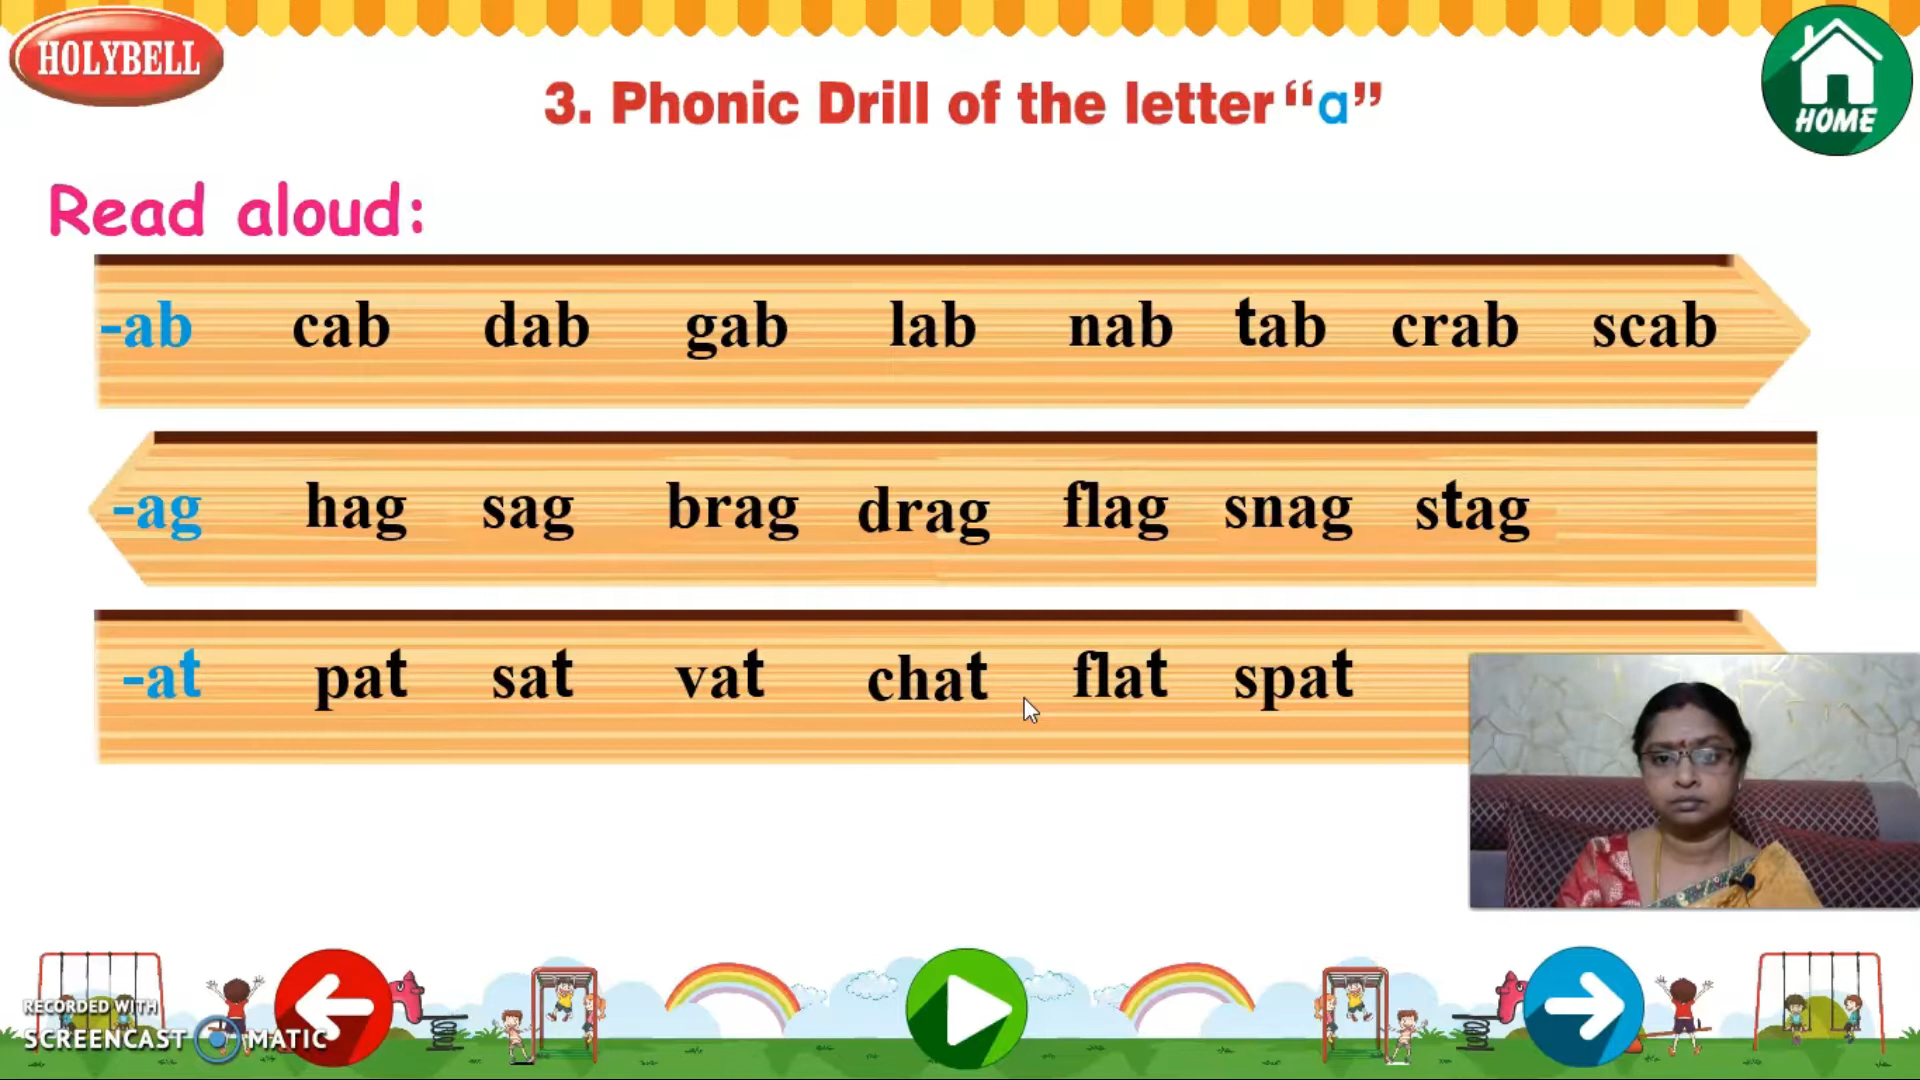 HOLYBELL
HOME
3. Phonic Drill of the letter “a”
Read aloud:
-ab cab dab gab lab nab tab crab scab
-ag hag sag brag drag flag snag stag
-at pat sat vat chat flat spat
RECORDED WITH
SCREENCAST MATIC